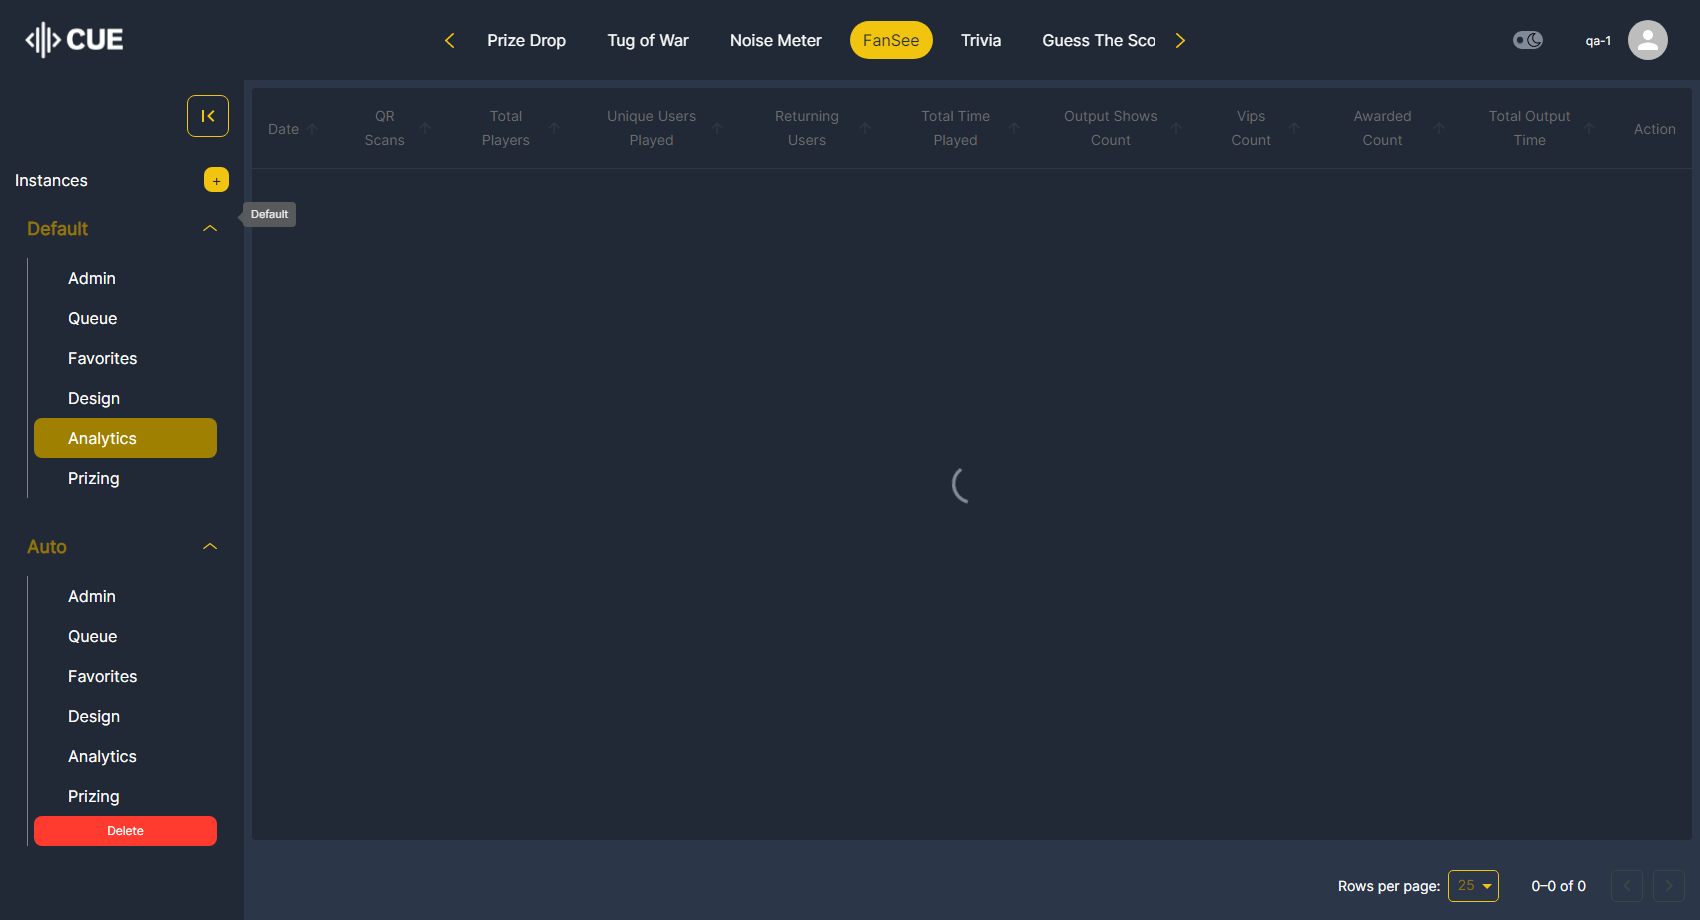 CUE
Prize Drop
Tug of War
Noise Meter
FanSee
Trivia
Guess The Sco
qa-1
Instances
+
Default
Admin
Queue
Favorites
Design
Analytics
Prizing
Auto
Admin
Queue
Favorites
Design
Analytics
Prizing
Delete
Default
Date
QR
Scans
Total
Players
Unique Users
Played
Returning
Users
Total Time
Played
Output Shows
Count
Vips
Count
Awarded
Count
Total Output
Time
Action
Rows per page:
25
0–0 of 0